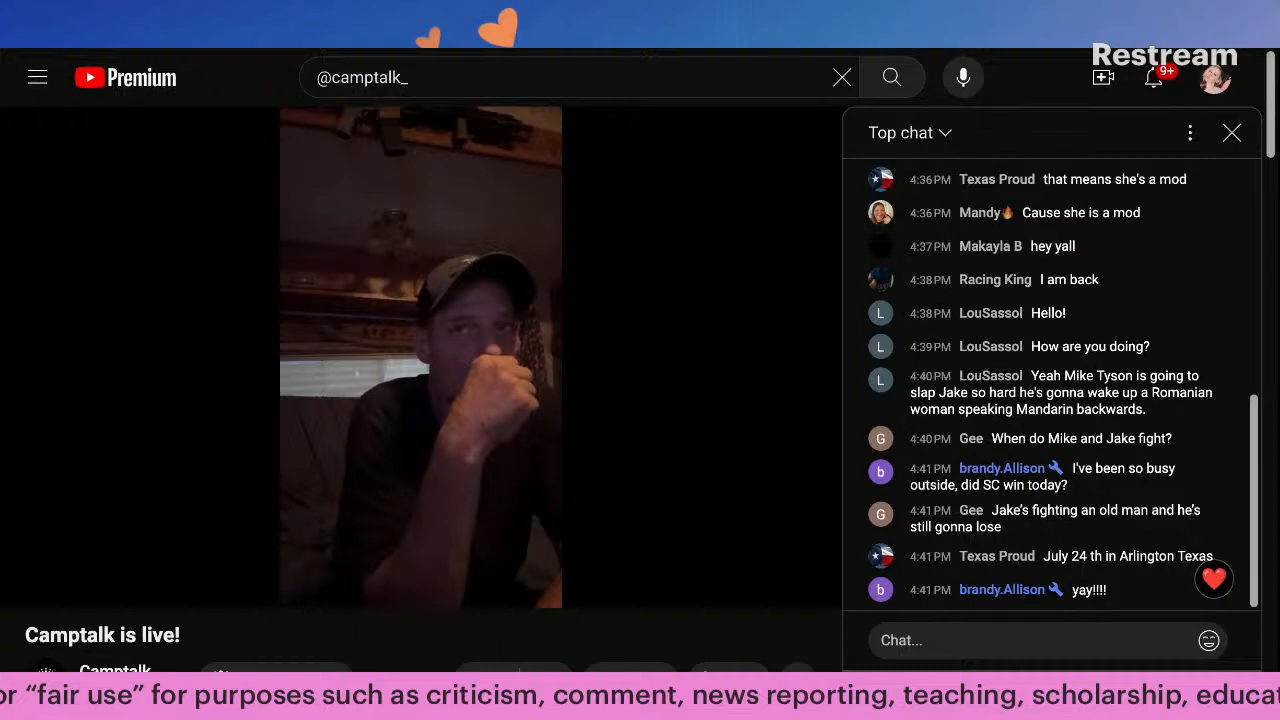 Restream
Premium
@camptalk_
9+
Top chat
4:36 PM Texas Proud that means she's a mod
4:36 PM Mandy🔥 Cause she is a mod
4:37 PM Makayla B hey yall
4:38 PM Racing King I am back
L 4:38 PM LouSassol Hello!
L 4:39 PM LouSassol How are you doing?
L 4:40 PM LouSassol Yeah Mike Tyson is going to
slap Jake so hard he's gonna wake up a Romanian
woman speaking Mandarin backwards.
G 4:40 PM Gee When do Mike and Jake fight?
b 4:41 PM brandy.Allison I've been so busy
outside, did SC win today?
G 4:41 PM Gee Jake's fighting an old man and he's
still gonna lose
4:41 PM Texas Proud July 24 th in Arlington Texas
b 4:41 PM brandy.Allison yay!!!!
Chat...
Camptalk is live!
Camptalk
or “fair use” for purposes such as criticism, comment, news reporting, teaching, scholarship, educat